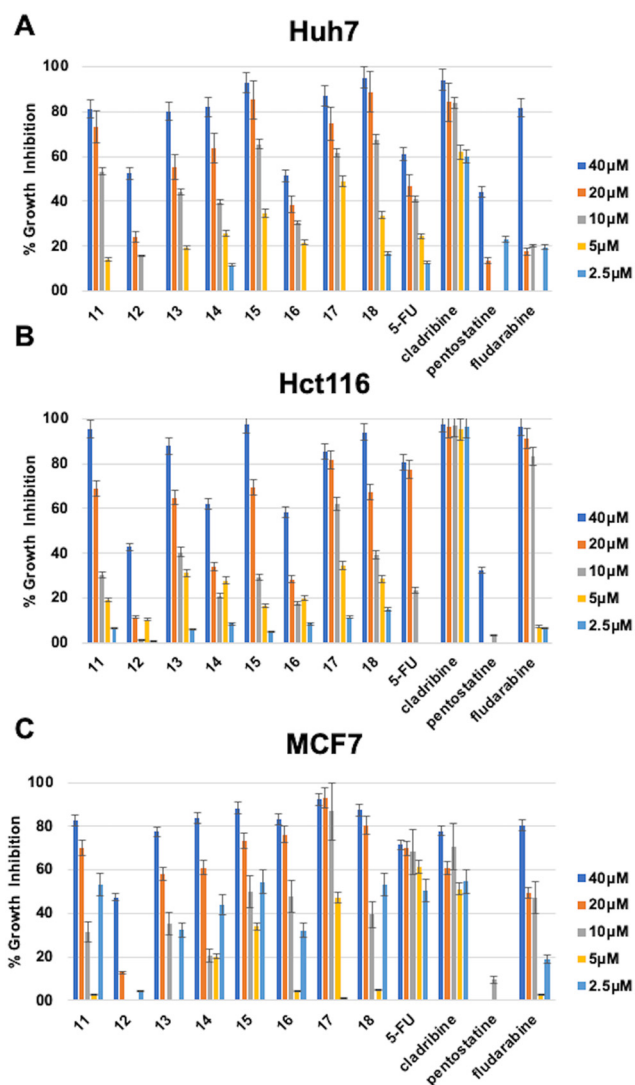 A
Huh7
% Growth Inhibition
100
80
60
40
20
00
11 12 13 14 15 16 17 18 5-FU cladribine pentostatine fludarabine
40µM
20µM
10µM
5µM
2.5µM
B
Hct116
% Growth Inhibition
100
80
60
40
20
00
11 12 13 14 15 16 17 18 5-FU cladribine pentostatine fludarabine
40µM
20µM
10µM
5µM
2.5µM
C
MCF7
% Growth Inhibition
100
80
60
40
20
00
11 12 13 14 15 16 17 18 5-FU cladribine pentostatine fludarabine
40µM
20µM
10µM
5µM
2.5µM